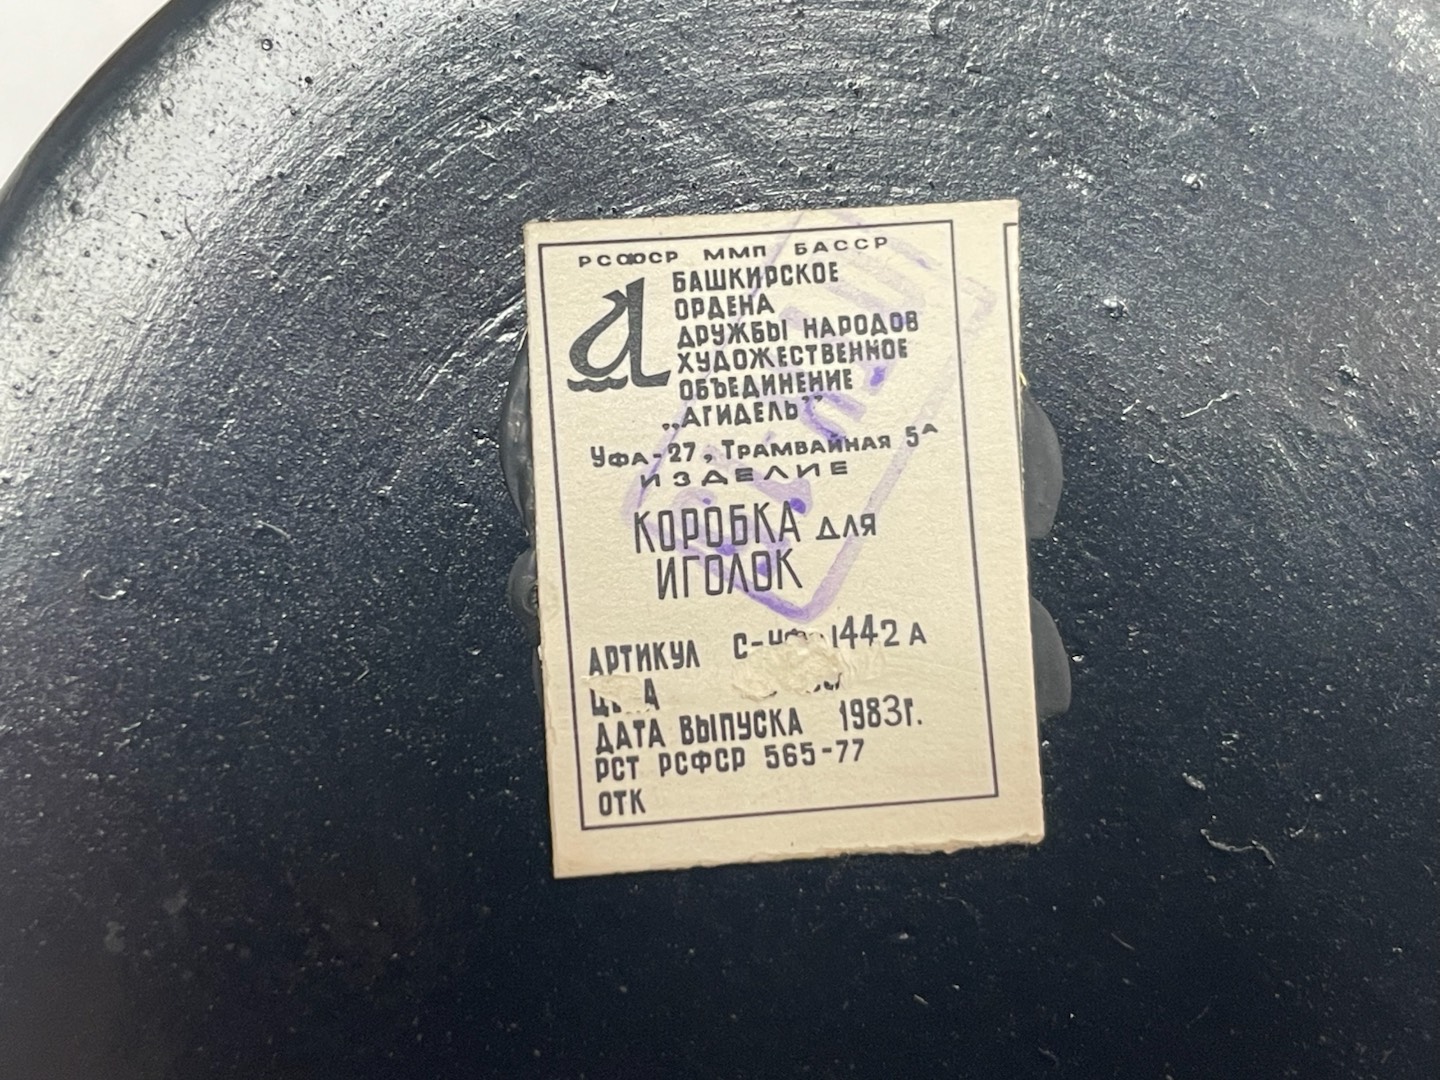 РСФСР ММП БАССР
БАШКИРСКОЕ
ОРДЕНА
ДРУЖБЫ НАРОДОВ
ХУДОЖЕСТВЕННОЕ
ОБЪЕДИНЕНИЕ
„АГИДЕЛЬ”
УФА-27, ТРАМВАЙНАЯ 5А
ИЗДЕЛИЕ
КОРОБКА ДЛЯ
ИГОЛОК
АРТИКУЛ 1442 А
ЦЕНА
ДАТА ВЫПУСКА 1983г.
РСТ РСФСР 565-77
ОТК